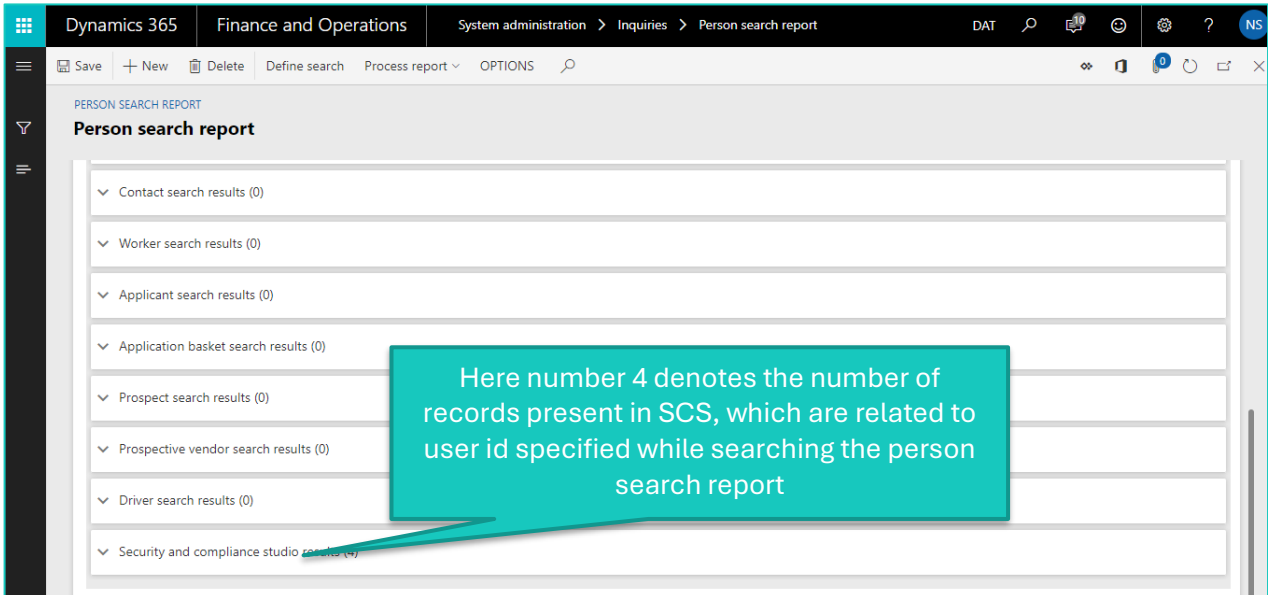 Dynamics 365 Finance and Operations System administration > Inquiries > Person search report DAT 10 ? NS
Save + New Delete Define search Process report OPTIONS 0
PERSON SEARCH REPORT
Person search report
Contact search results (0)
Worker search results (0)
Applicant search results (0)
Application basket search results (0)
Prospect search results (0)
Prospective vendor search results (0)
Driver search results (0)
Security and compliance studio results (4)
Here number 4 denotes the number of
records present in SCS, which are related to
user id specified while searching the person
search report